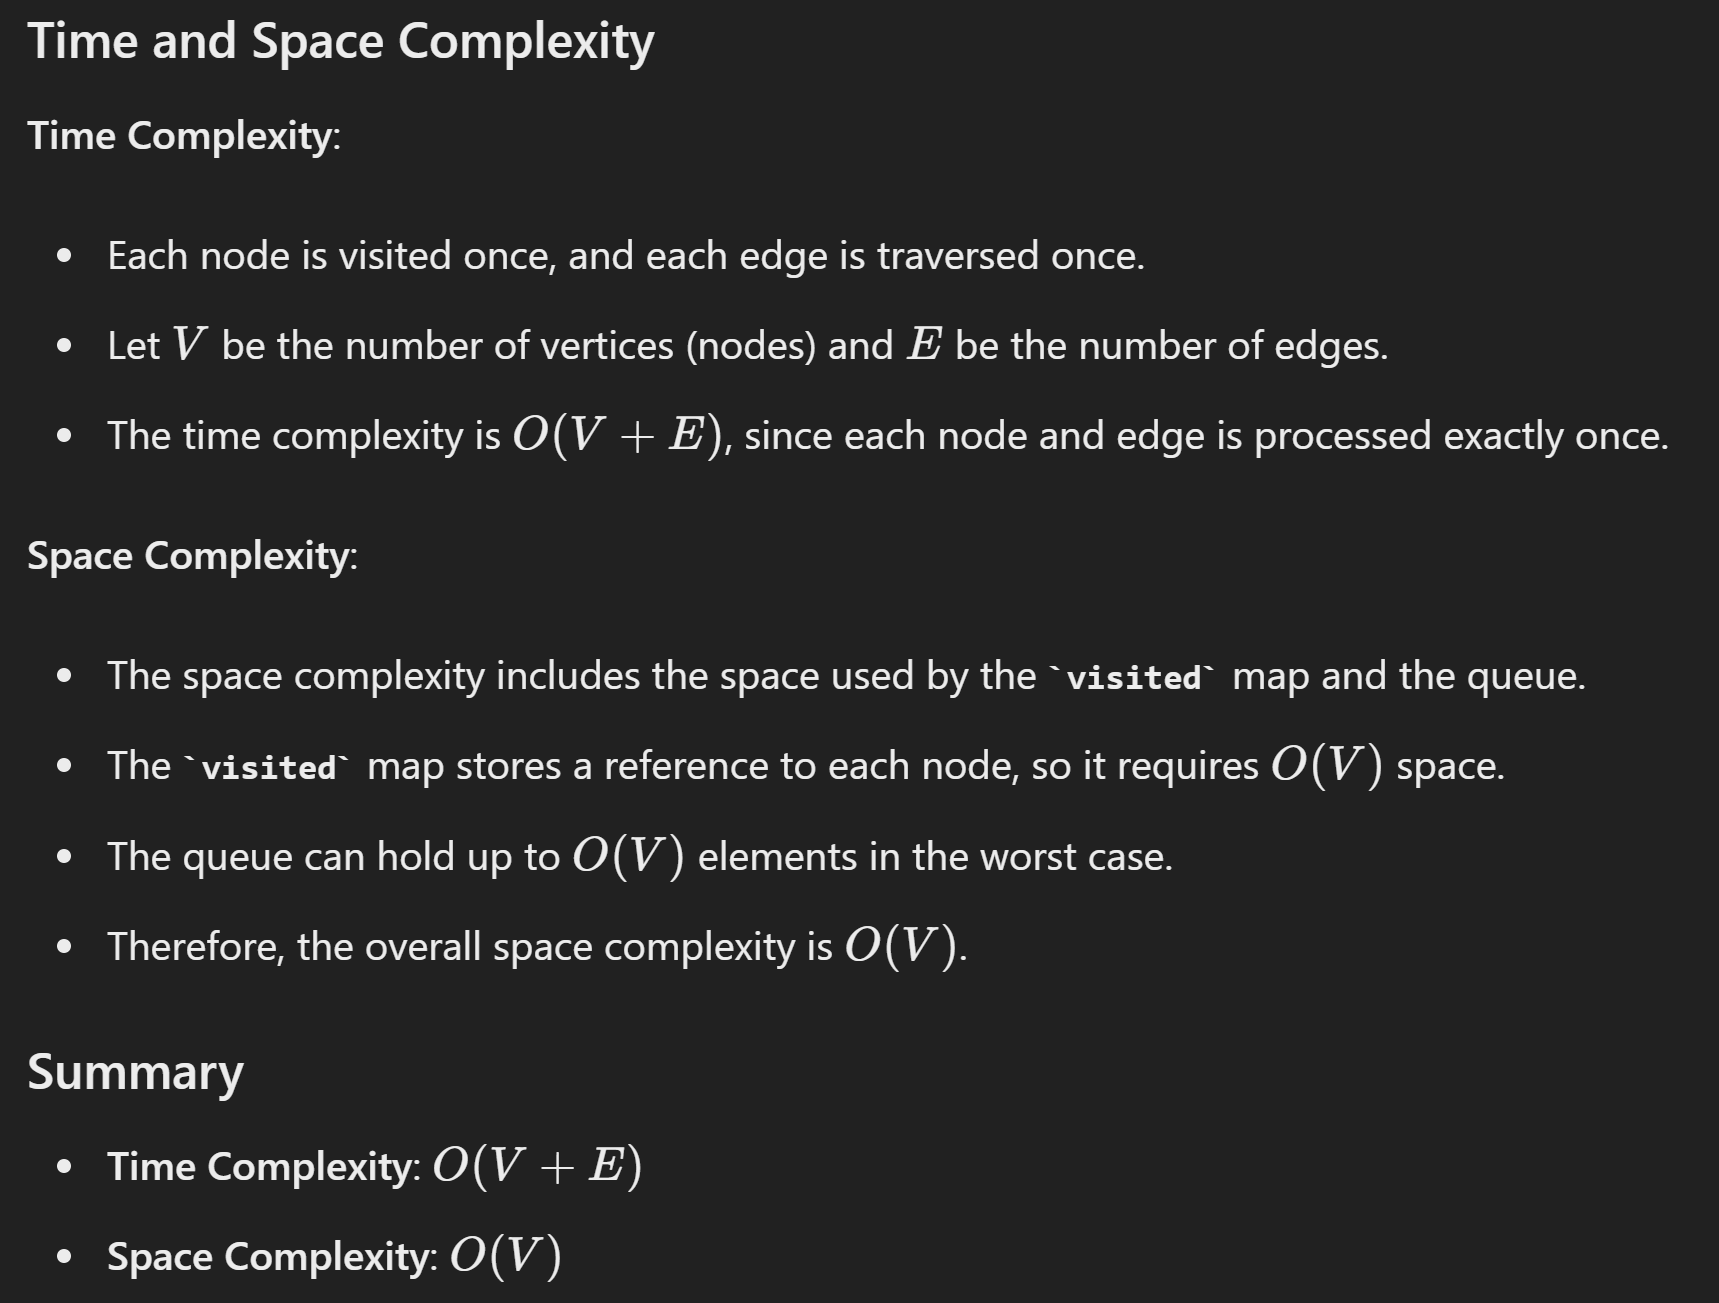 Time and Space Complexity
Time Complexity:
• Each node is visited once, and each edge is traversed once.
• Let V be the number of vertices (nodes) and E be the number of edges.
• The time complexity is O(V + E), since each node and edge is processed exactly once.
Space Complexity:
• The space complexity includes the space used by the `visited` map and the queue.
• The `visited` map stores a reference to each node, so it requires O(V) space.
• The queue can hold up to O(V) elements in the worst case.
• Therefore, the overall space complexity is O(V).
Summary
• Time Complexity: O(V + E)
• Space Complexity: O(V)